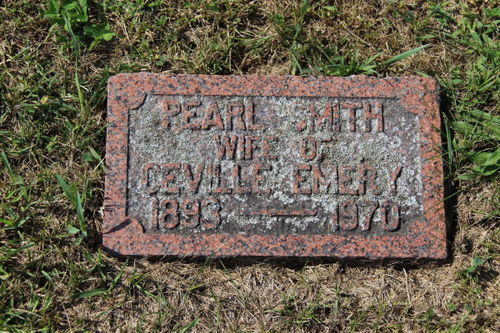 PEARL SMITH
WIFE OF
DEVILLE EMERY
1893 — 1970